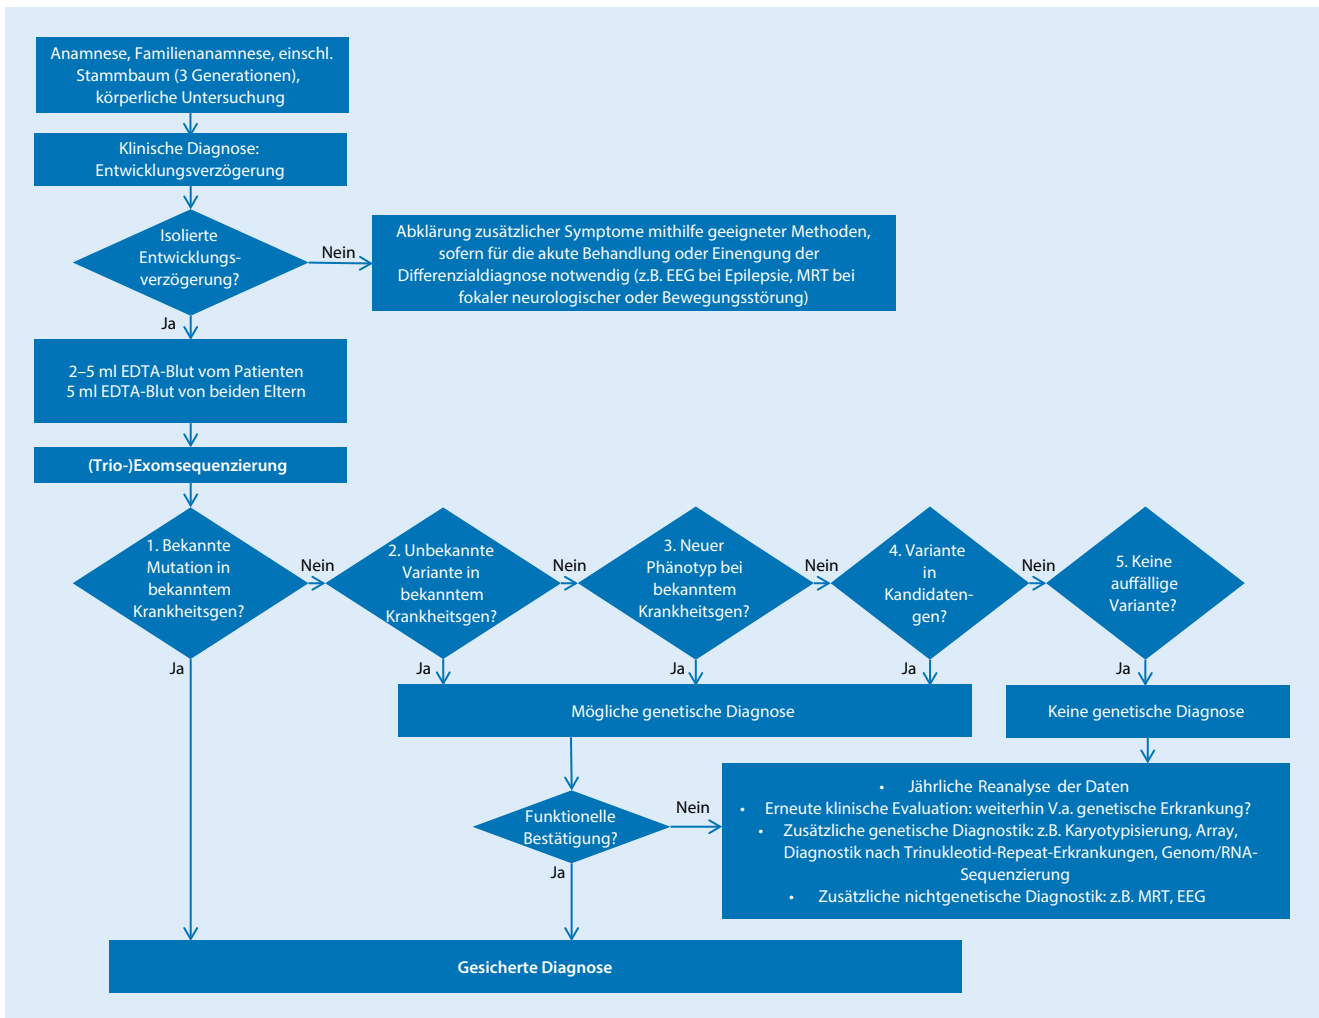 Anamnese, Familienanamnese, einschl.
Stammbaum (3 Generationen),
körperliche Untersuchung
Klinische Diagnose:
Entwicklungsverzögerung
Isolierte
Entwicklungs-
verzögerung?
Nein
Abklärung zusätzlicher Symptome mithilfe geeigneter Methoden,
sofern für die akute Behandlung oder Einengung der
Differenzialdiagnose notwendig (z.B. EEG bei Epilepsie, MRT bei
fokaler neurologischer oder Bewegungsstörung)
Ja
2–5 ml EDTA-Blut vom Patienten
5 ml EDTA-Blut von beiden Eltern
(Trio-)Exomsequenzierung
1. Bekannte
Mutation in
bekanntem
Krankheitsgen?
Nein
2. Unbekannte
Variante in
bekanntem
Krankheitsgen?
Nein
3. Neuer
Phänotyp bei
bekanntem
Krankheitsgen?
Nein
4. Variante
in
Kandidaten-
gen?
Nein
5. Keine
auffällige
Variante?
Ja
Ja
Ja
Ja
Ja
Mögliche genetische Diagnose
Keine genetische Diagnose
Funktionelle
Bestätigung?
Nein
• Jährliche Reanalyse der Daten
• Erneute klinische Evaluation: weiterhin V.a. genetische Erkrankung?
• Zusätzliche genetische Diagnostik: z.B. Karyotypisierung, Array,
Diagnostik nach Trinukleotid-Repeat-Erkrankungen, Genom/RNA-
Sequenzierung
• Zusätzliche nichtgenetische Diagnostik: z.B. MRT, EEG
Ja
Gesicherte Diagnose